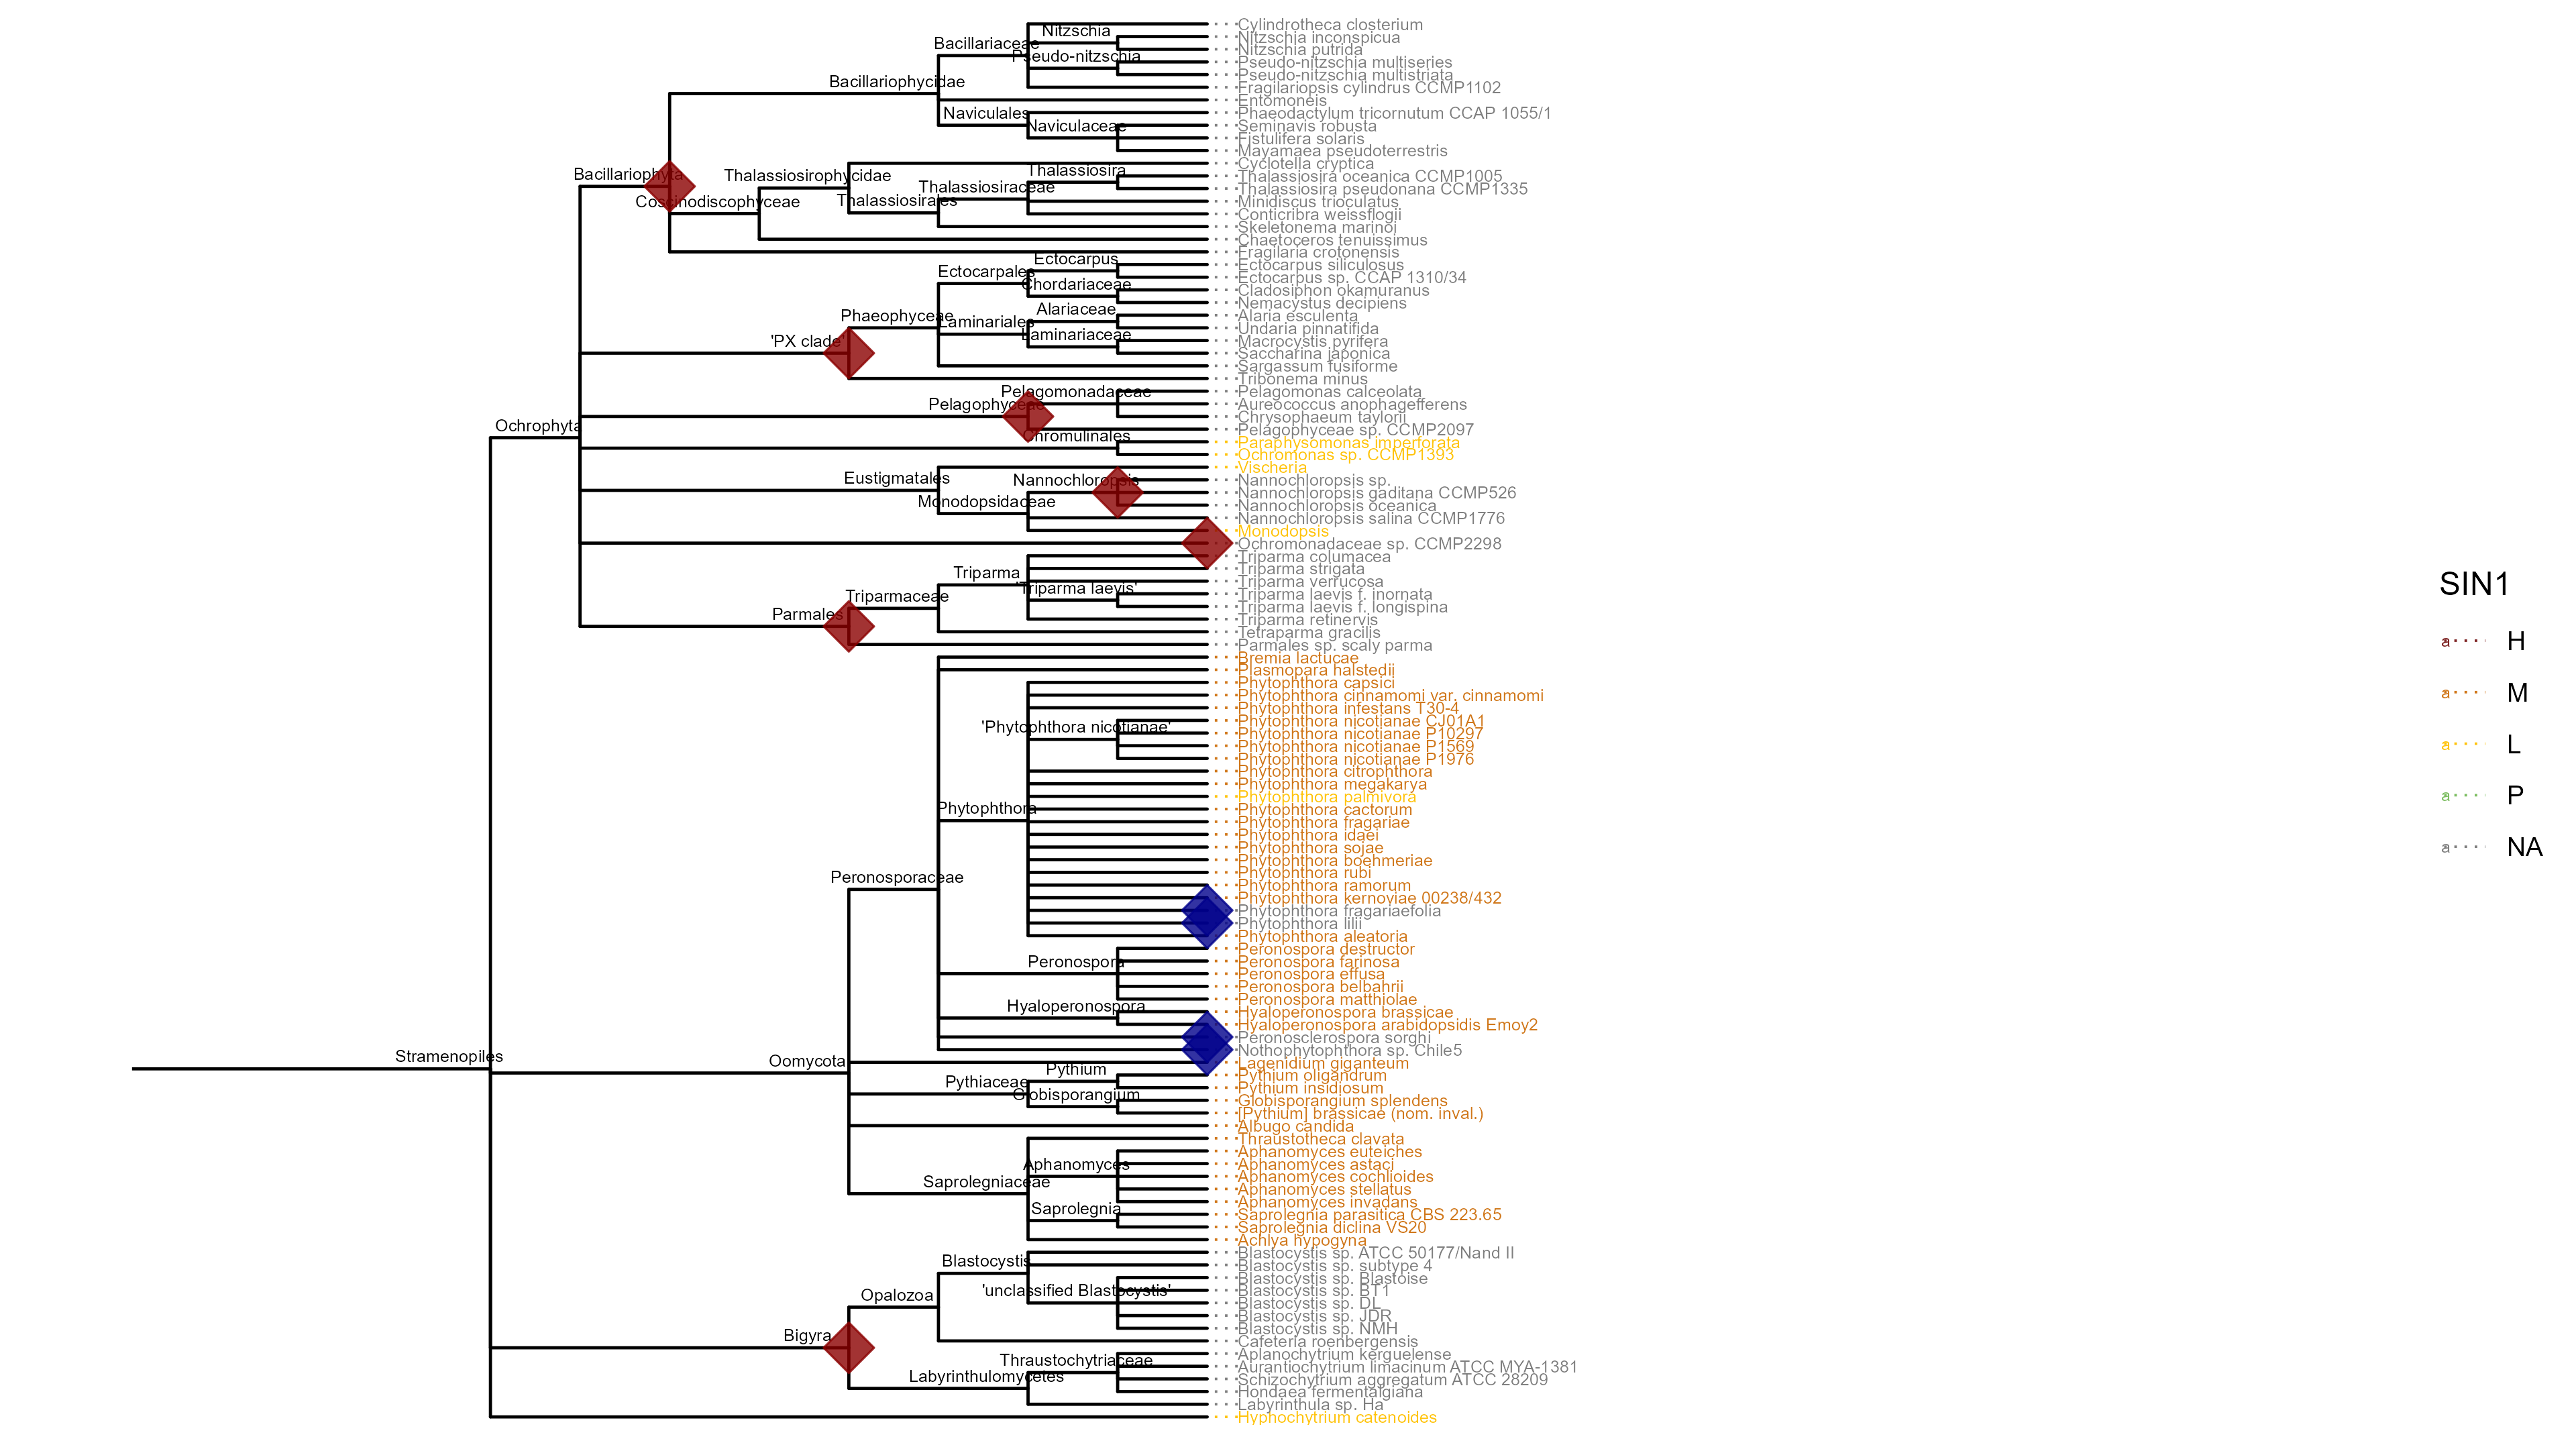 Cylindrotheca closterium
Nitzschia
Nitzschia inconspicua
Bacillariaceae
Nitzschia putrida
Pseudo-nitzschia
Pseudo-nitzschia multiseries
Pseudo-nitzschia multistriata
Bacillariophycidae
Fragilariopsis cylindrus CCMP1102
Entomoneis
Naviculales
Phaeodactylum tricornutum CCAP 1055/1
Naviculaceae
Seminavis robusta
Fistulifera solaris
Mayamaea pseudoterrestris
Cyclotella cryptica
Thalassiosira
Bacillariophyta
Thalassiosirophycidae
Thalassiosira oceanica CCMP1005
Thalassiosiraceae
Thalassiosira pseudonana CCMP1335
Coscinodiscophyceae
Thalassiosirales
Minidiscus trioculatus
Conticribra weissflogii
Skeletonema marinoi
Chaetoceros tenuissimus
Fragilaria crotonensis
Ectocarpus
Ectocarpus siliculosus
Ectocarpales
Ectocarpus sp. CCAP 1310/34
Chordariaceae
Cladosiphon okamuranus
Nemacystus decipiens
Alariaceae
Phaeophyceae
Alaria esculenta
Laminariales
Undaria pinnatifida
Laminariaceae
'PX clade'
Macrocystis pyrifera
Saccharina japonica
Sargassum fusiforme
Tribonema minus
Pelagomonadaceae
Pelagomonas calceolata
Pelagophyceae
Aureococcus anophagefferens
Chrysophaeum taylorii
Ochrophyta
Pelagophyceae sp. CCMP2097
Chromulinales
Paraphysomonas imperforata
Ochromonas sp. CCMP1393
Vischeria
Eustigmatales
Nannochloropsis
Nannochloropsis sp.
Nannochloropsis gaditana CCMP526
Monodopsidaceae
Nannochloropsis oceanica
Nannochloropsis salina CCMP1776
Monodopsis
Ochromonadaceae sp. CCMP2298
Triparma columacea
Triparma
Triparma strigata
'Triparma laevis'
Triparma verrucosa
Triparmaceae
Triparma laevis f. inornata
Triparma laevis f. longispina
Parmales
Triparma retinervis
Tetraparma gracilis
Parmales sp. scaly parma
Bremia lactucae
Plasmopara halstedii
Phytophthora capsici
Phytophthora cinnamomi var. cinnamomi
Phytophthora infestans T30-4
'Phytophthora nicotianae'
Phytophthora nicotianae CJ01A1
Phytophthora nicotianae P10297
Phytophthora nicotianae P1569
Phytophthora nicotianae P1976
Phytophthora citrophthora
Phytophthora megakarya
Phytophthora palmivora
Phytophthora
Phytophthora cactorum
Phytophthora fragariae
Phytophthora idaei
Phytophthora sojae
Phytophthora boehmeriae
Peronosporaceae
Phytophthora rubi
Phytophthora ramorum
Phytophthora kernoviae 00238/432
Phytophthora fragariaefolia
Phytophthora lilii
Phytophthora aleatoria
Peronospora destructor
Peronospora
Peronospora farinosa
Peronospora effusa
Peronospora belbahrii
Peronospora matthiolae
Hyaloperonospora
Hyaloperonospora brassicae
Hyaloperonospora arabidopsidis Emoy2
Peronosclerospora sorghi
Stramenopiles
Nothophytophthora sp. Chile5
Oomycota
Lagenidium giganteum
Pythium
Pythium oligandrum
Pythiaceae
Pythium insidiosum
Globisporangium
Globisporangium splendens
[Pythium] brassicae (nom. inval.)
Albugo candida
Thraustotheca clavata
Aphanomyces euteiches
Aphanomyces
Aphanomyces astaci
Saprolegniaceae
Aphanomyces cochlioides
Aphanomyces stellatus
Aphanomyces invadans
Saprolegnia
Saprolegnia parasitica CBS 223.65
Saprolegnia diclina VS20
Achlya hypogyna
Blastocystis sp. ATCC 50177/Nand II
Blastocystis
Blastocystis sp. subtype 4
Blastocystis sp. Blastoise
'unclassified Blastocystis'
Blastocystis sp. BT1
Opalozoa
Blastocystis sp. DL
Blastocystis sp. JDR
Blastocystis sp. NMH
Bigyra
Cafeteria roenbergensis
Thraustochytriaceae
Aplanochytrium kerguelense
Aurantiochytrium limacinum ATCC MYA-1381
Labyrinthulomycetes
Schizochytrium aggregatum ATCC 28209
Hondaea fermentalgiana
Labyrinthula sp. Ha
Hyphochytrium catenoides
SIN1
a H
a M
a L
a P
a NA